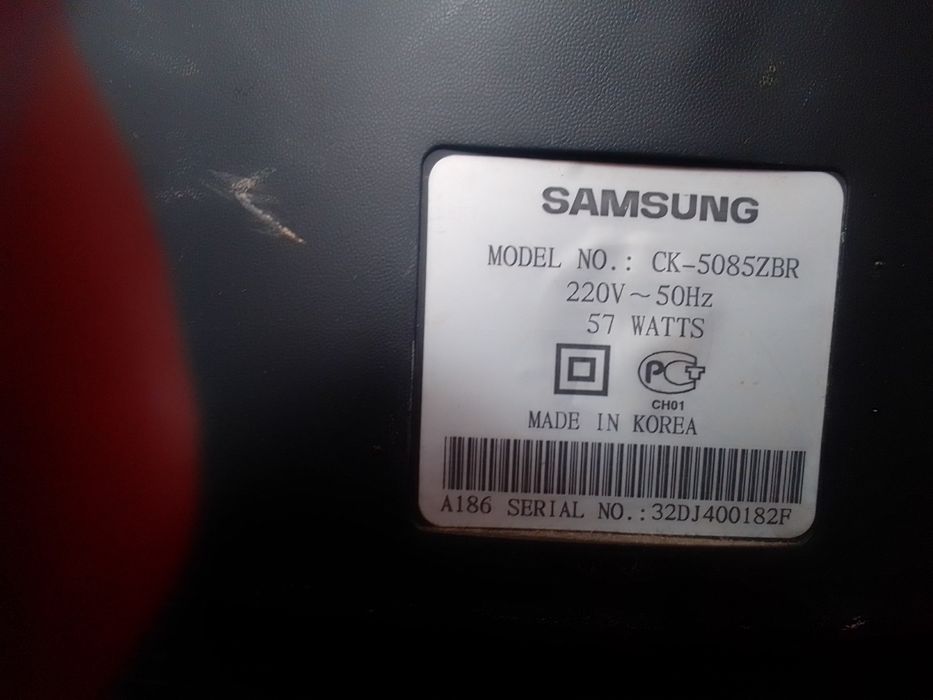 SAMSUNG
MODEL NO.: CK-5085ZBR
220V~50Hz
57 WATTS
PCT
CH01
MADE IN KOREA
A186 SERIAL NO.:32DJ400182F